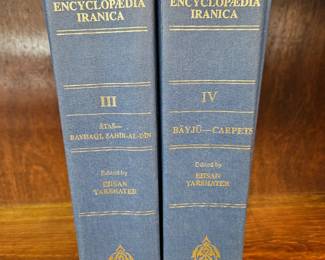 ENCYCLOPÆDIA
IRANICA
III
ĀTAŠ—
BAYHAQĪ, ẒAHĪR-AL-DĪN
Edited by
EHSAN
YARSHATER
ENCYCLOPÆDIA
IRANICA
IV
BĀYJŪ—CARPETS
Edited by
EHSAN
YARSHATER